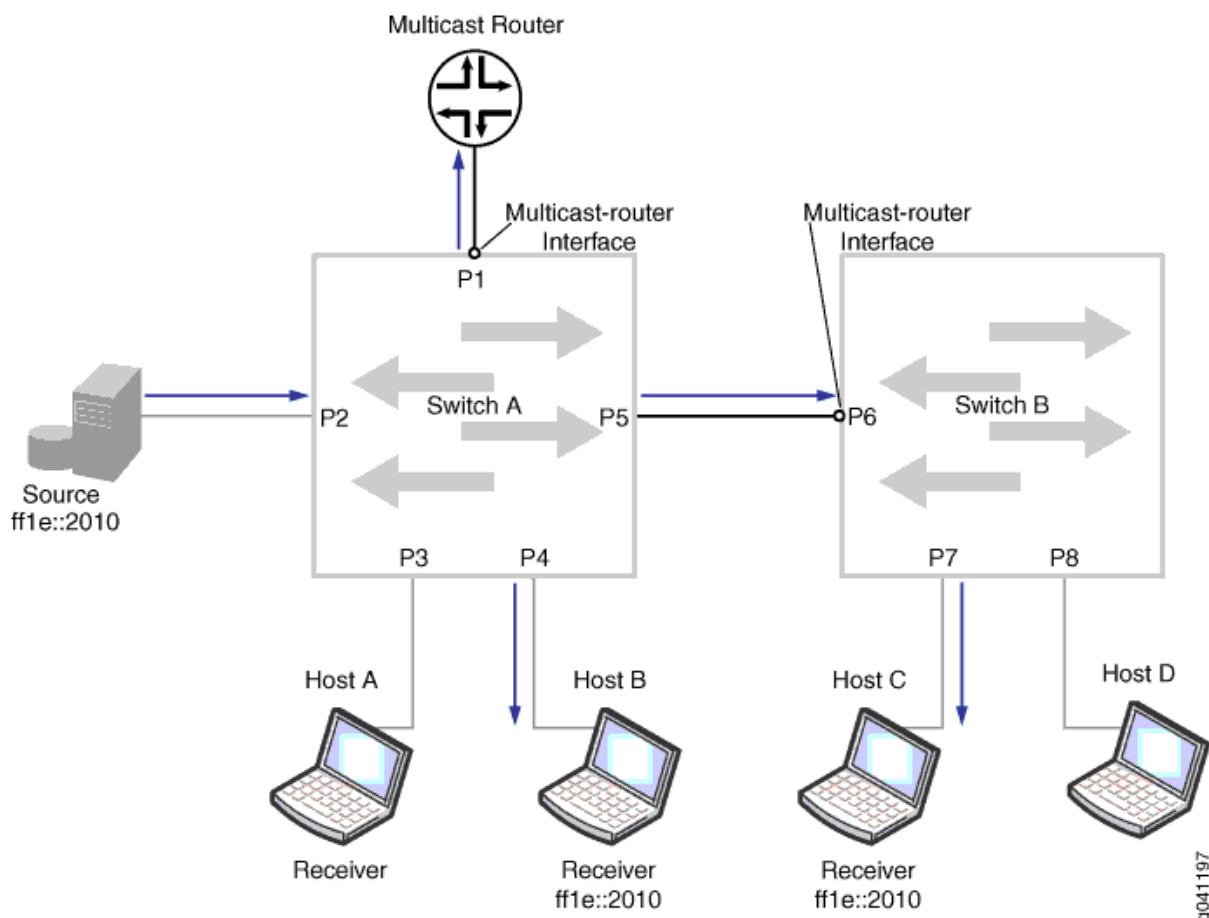 Multicast Router
Multicast-router
Interface
Multicast-router
Interface
P1
Switch A
P2
P5
P6
Switch B
Source
ff1e::2010
P3
P4
P7
P8
Host A
Host B
Host C
Host D
Receiver
Receiver
ff1e::2010
Receiver
ff1e::2010
g041197